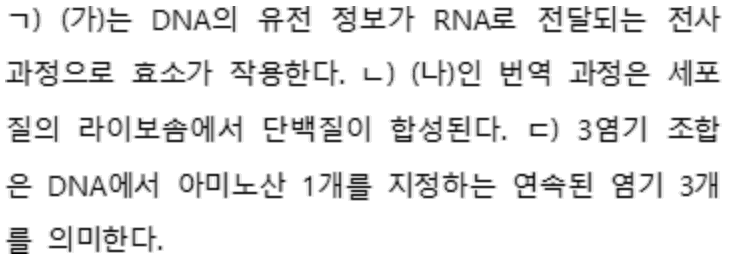 ㄱ) (가)는 DNA의 유전 정보가 RNA로 전달되는 전사
과정으로 효소가 작용한다. ㄴ) (나)인 번역 과정은 세포
질의 라이보솜에서 단백질이 합성된다. ㄷ) 3염기 조합
은 DNA에서 아미노산 1개를 지정하는 연속된 염기 3개
를 의미한다.